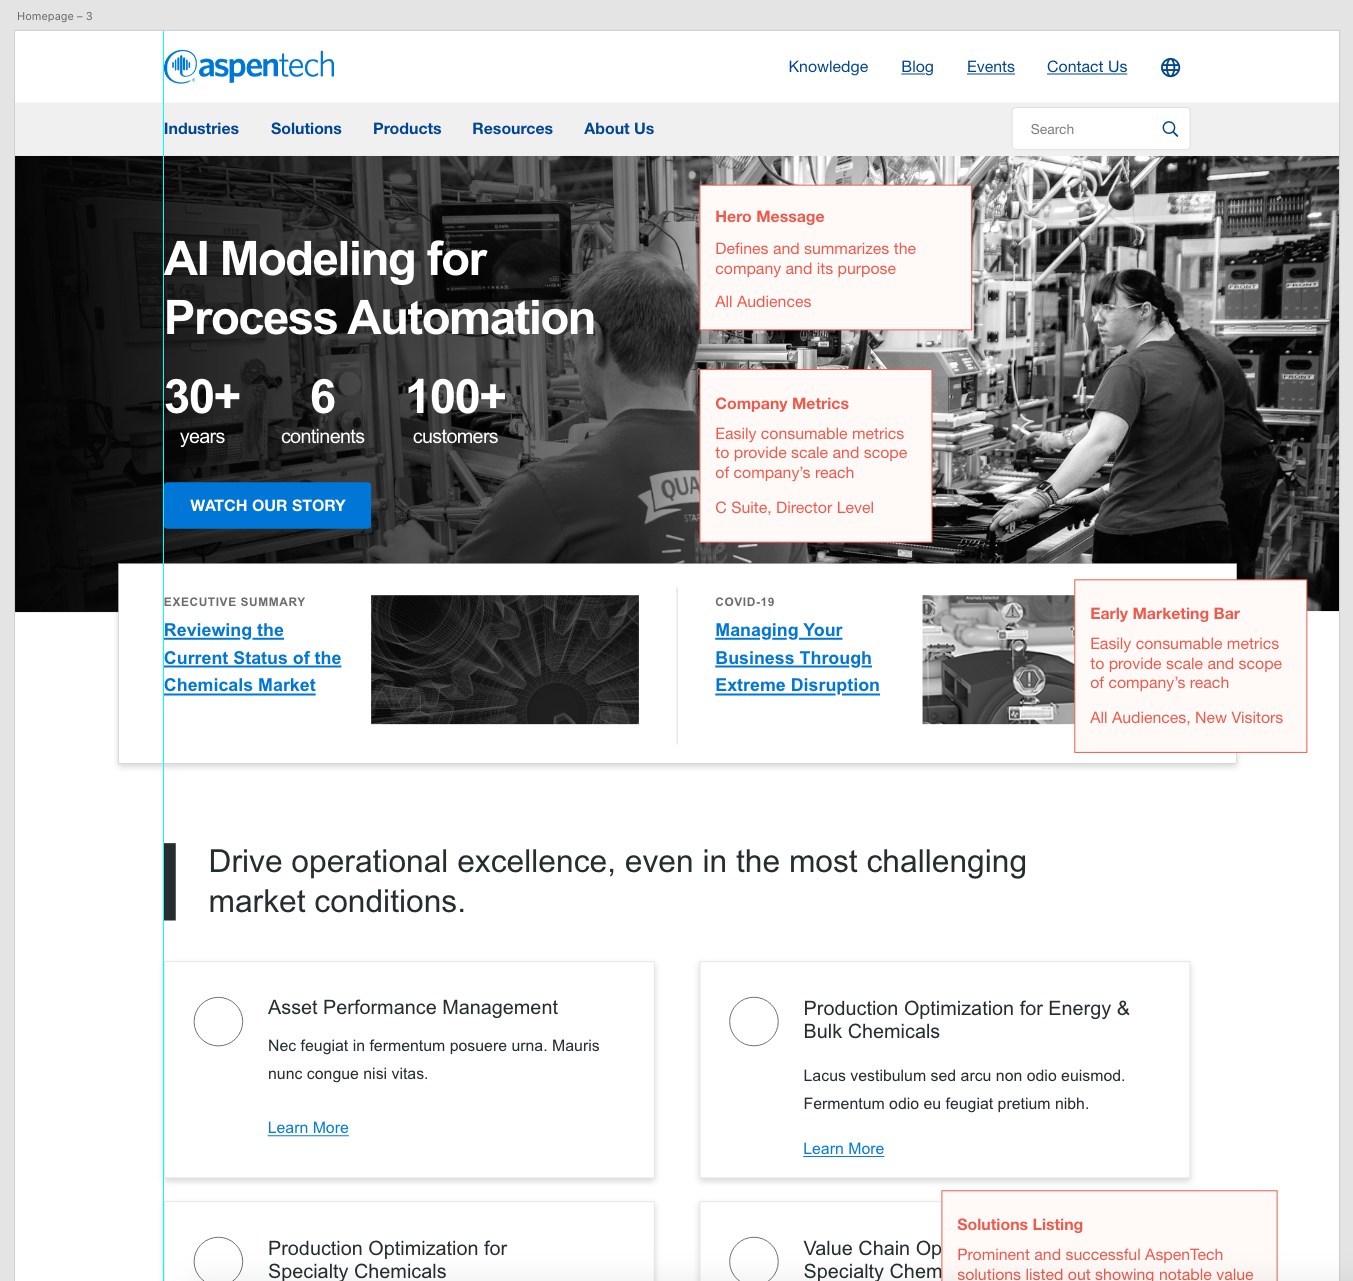 Homepage – 3
aspentech
Knowledge
Blog
Events
Contact Us
Industries
Solutions
Products
Resources
About Us
Search
AI Modeling for
Process Automation
30+
years
6
continents
100+
customers
WATCH OUR STORY
Hero Message
Defines and summarizes the
company and its purpose
All Audiences
Company Metrics
Easily consumable metrics
to provide scale and scope
of company's reach
C Suite, Director Level
QUA
FRONT
FRONT
FRONT
EXECUTIVE SUMMARY
Reviewing the
Current Status of the
Chemicals Market
COVID-19
Managing Your
Business Through
Extreme Disruption
Anomaly Detected
Early Marketing Bar
Easily consumable metrics
to provide scale and scope
of company's reach
All Audiences, New Visitors
Drive operational excellence, even in the most challenging
market conditions.
Asset Performance Management
Nec feugiat in fermentum posuere urna. Mauris
nunc congue nisi vitas.
Learn More
Production Optimization for Energy &
Bulk Chemicals
Lacus vestibulum sed arcu non odio euismod.
Fermentum odio eu feugiat pretium nibh.
Learn More
Production Optimization for
Specialty Chemicals
Value Chain Op
Specialty Chem
Solutions Listing
Prominent and successful AspenTech
solutions listed out showing notable value